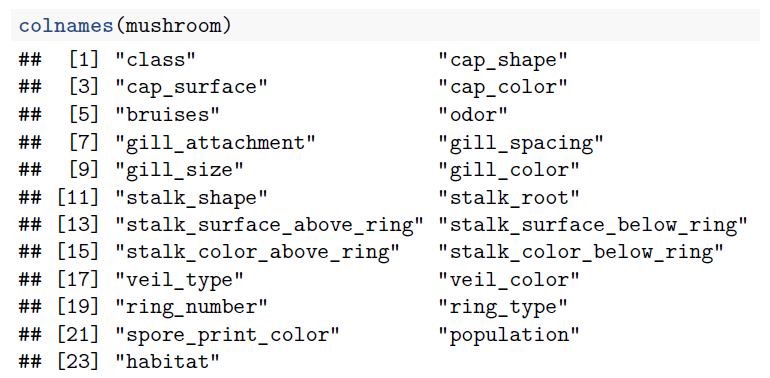 colnames(mushroom)
##  [1] "class"                    "cap_shape"
##  [3] "cap_surface"              "cap_color"
##  [5] "bruises"                  "odor"
##  [7] "gill_attachment"          "gill_spacing"
##  [9] "gill_size"                "gill_color"
## [11] "stalk_shape"              "stalk_root"
## [13] "stalk_surface_above_ring" "stalk_surface_below_ring"
## [15] "stalk_color_above_ring"   "stalk_color_below_ring"
## [17] "veil_type"                "veil_color"
## [19] "ring_number"              "ring_type"
## [21] "spore_print_color"        "population"
## [23] "habitat"